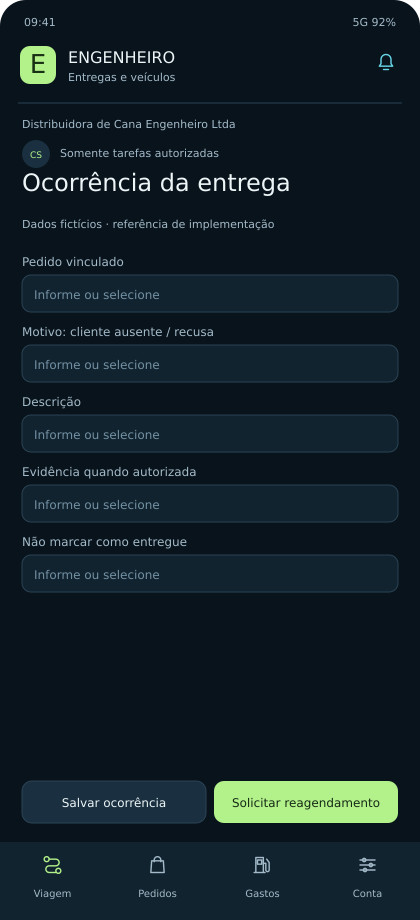 09:41
5G 92%
E
ENGENHEIRO
Entregas e veículos
Distribuidora de Cana Engenheiro Ltda
CS
Somente tarefas autorizadas
Ocorrência da entrega
Dados fictícios · referência de implementação
Pedido vinculado
Informe ou selecione
Motivo: cliente ausente / recusa
Informe ou selecione
Descrição
Informe ou selecione
Evidência quando autorizada
Informe ou selecione
Não marcar como entregue
Informe ou selecione
Salvar ocorrência
Solicitar reagendamento
Viagem
Pedidos
Gastos
Conta